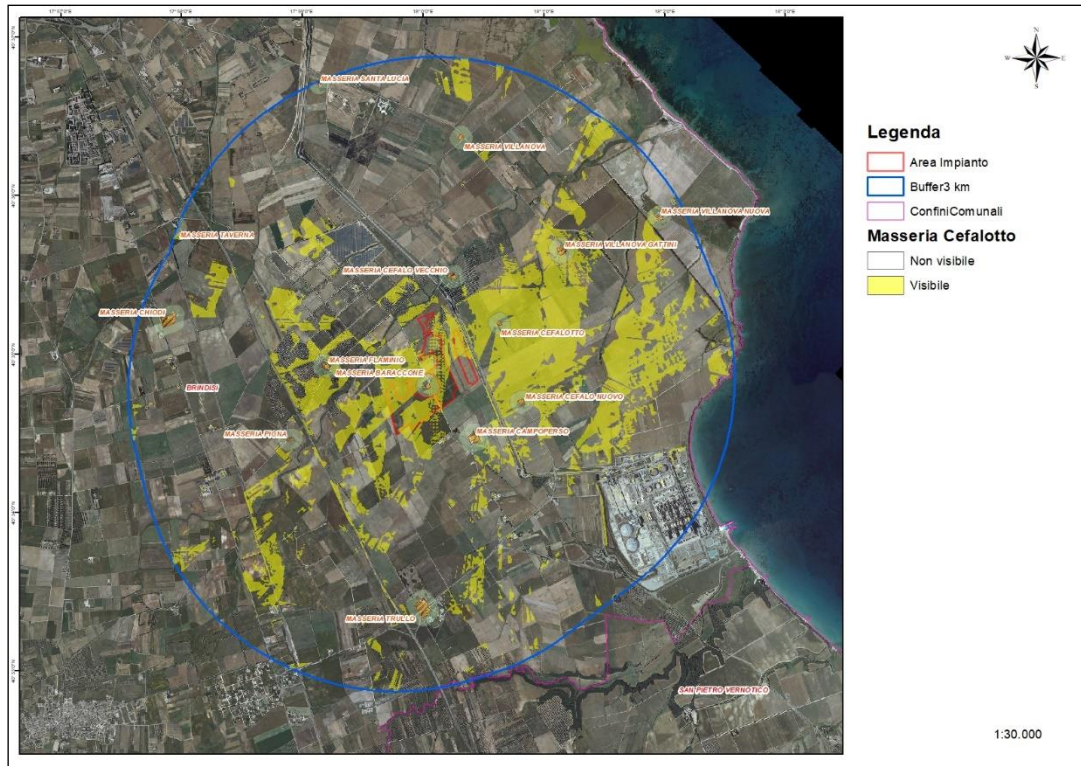 MASSERIA SANTA LUCIA
MASSERIA VILLANOVA
MASSERIA VILLANOVA NUOVA
MASSERIA TAVERNA
MASSERIA VILLANOVA GATTINI
MASSERIA CEFALO VECCHIO
MASSERIA CHIODI
MASSERIA CEFALOTTO
MASSERIA FLAMINIO
MASSERIA BARACCONE
BRINDISI
MASSERIA CEFALO NUOVO
MASSERIA PIGNA
MASSERIA CAMPOPERSO
MASSERIA TRULLO
SAN PIETRO VERNOTICO
N
W
E
S
Legenda
Area Impianto
Buffer3 km
ConfiniComunali
Masseria Cefalotto
Non visibile
Visibile
1:30.000